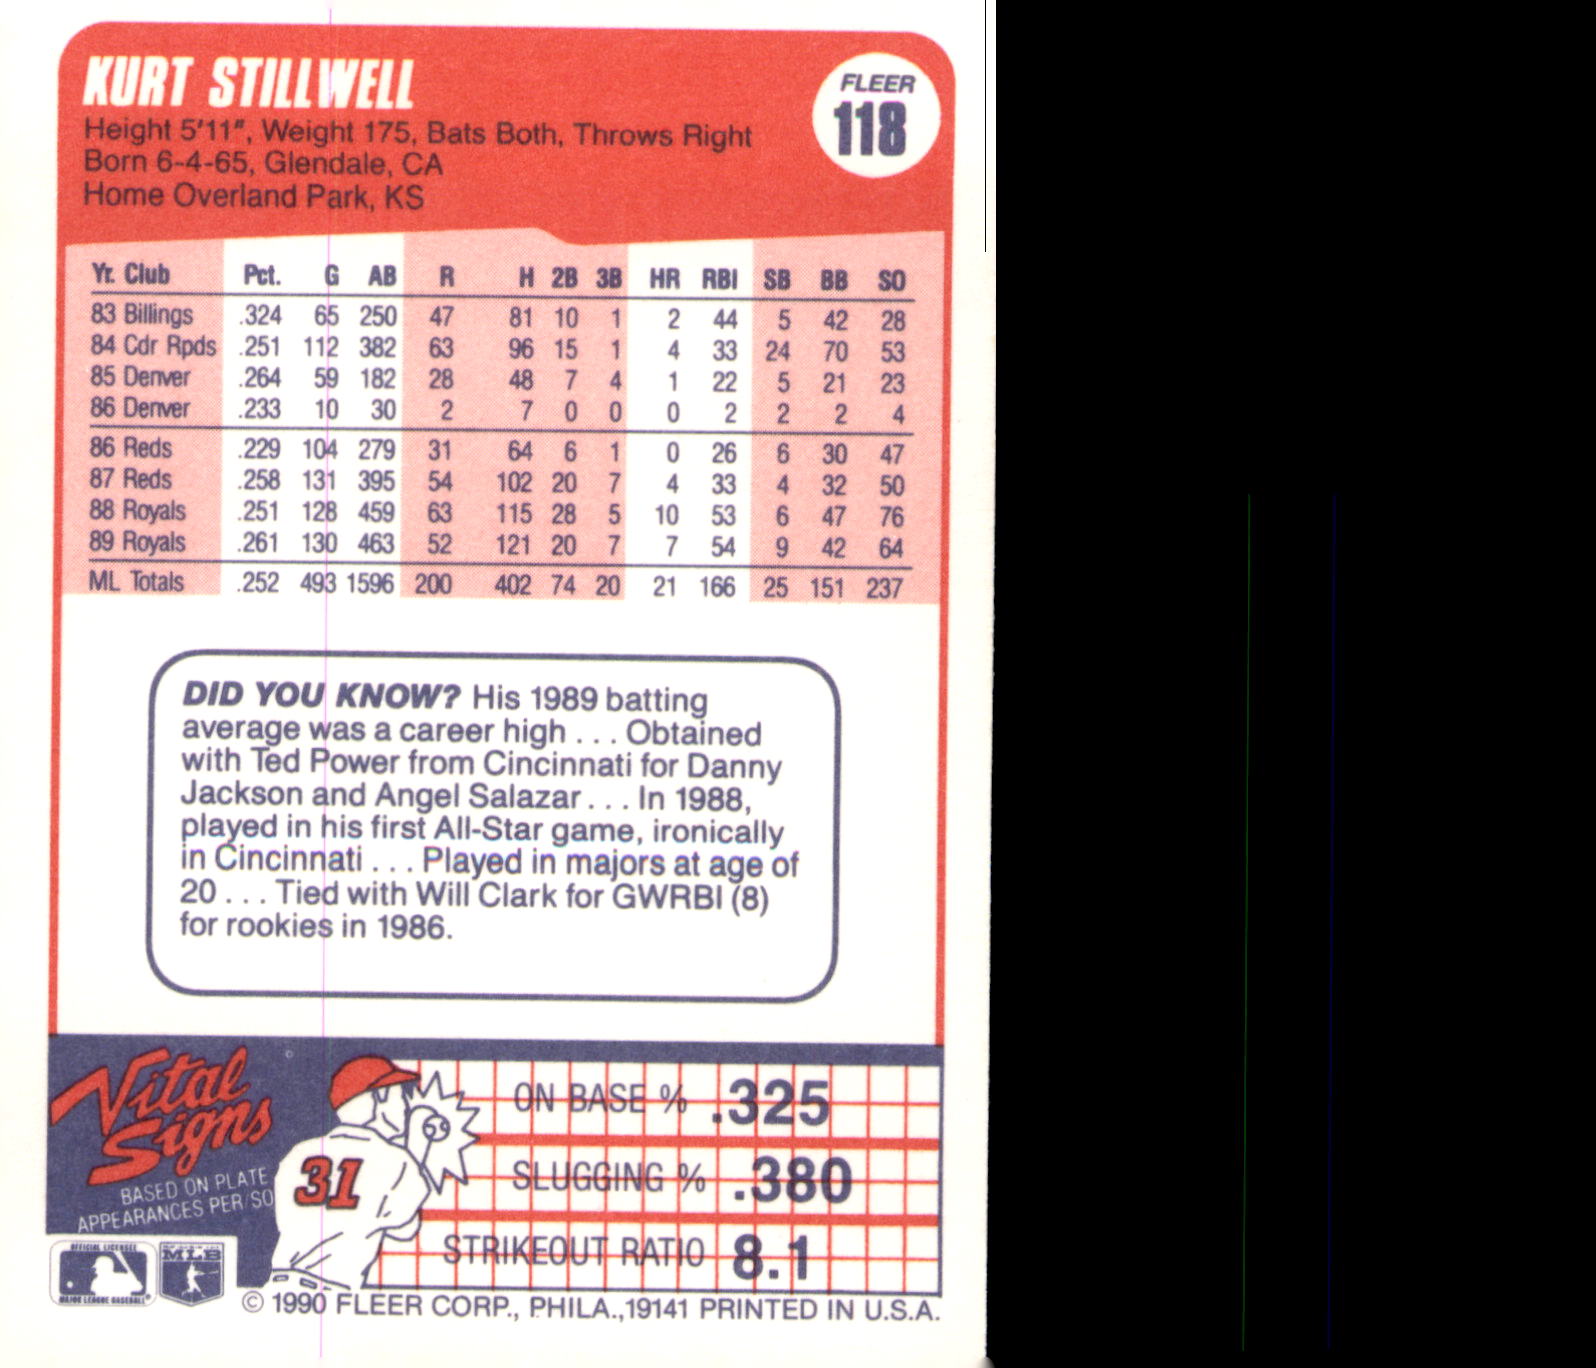 KURT STILLWELL
FLEER
118
Height 5'11", Weight 175, Bats Both, Throws Right
Born 6-4-65, Glendale, CA
Home Overland Park, KS
Yr. Club Pct. G AB R H 2B 3B HR RBI SB BB SO
83 Billings .324 65 250 47 81 10 1 2 44 5 42 28
84 Cdr Rpds .251 112 382 63 96 15 1 4 33 24 70 53
85 Denver .264 59 182 28 48 7 4 1 22 5 21 23
86 Denver .233 10 30 2 7 0 0 0 2 2 2 4
86 Reds .229 104 279 31 64 6 1 0 26 6 30 47
87 Reds .258 131 395 54 102 20 7 4 33 4 32 50
88 Royals .251 128 459 63 115 28 5 10 53 6 47 76
89 Royals .261 130 463 52 121 20 7 7 54 9 42 64
ML Totals .252 493 1596 200 402 74 20 21 166 25 151 237
DID YOU KNOW? His 1989 batting
average was a career high . . . Obtained
with Ted Power from Cincinnati for Danny
Jackson and Angel Salazar . . . In 1988,
played in his first All-Star game, ironically
in Cincinnati . . . Played in majors at age of
20 . . . Tied with Will Clark for GWRBI (8)
for rookies in 1986.
Vital
Signs
BASED ON PLATE
APPEARANCES PER/SO
31
ON BASE % .325
SLUGGING % .380
STRIKEOUT RATIO 8.1
OFFICIAL LICENSEE
MAJOR LEAGUE BASEBALL
MLB
© 1990 FLEER CORP., PHILA.,19141 PRINTED IN U.S.A.